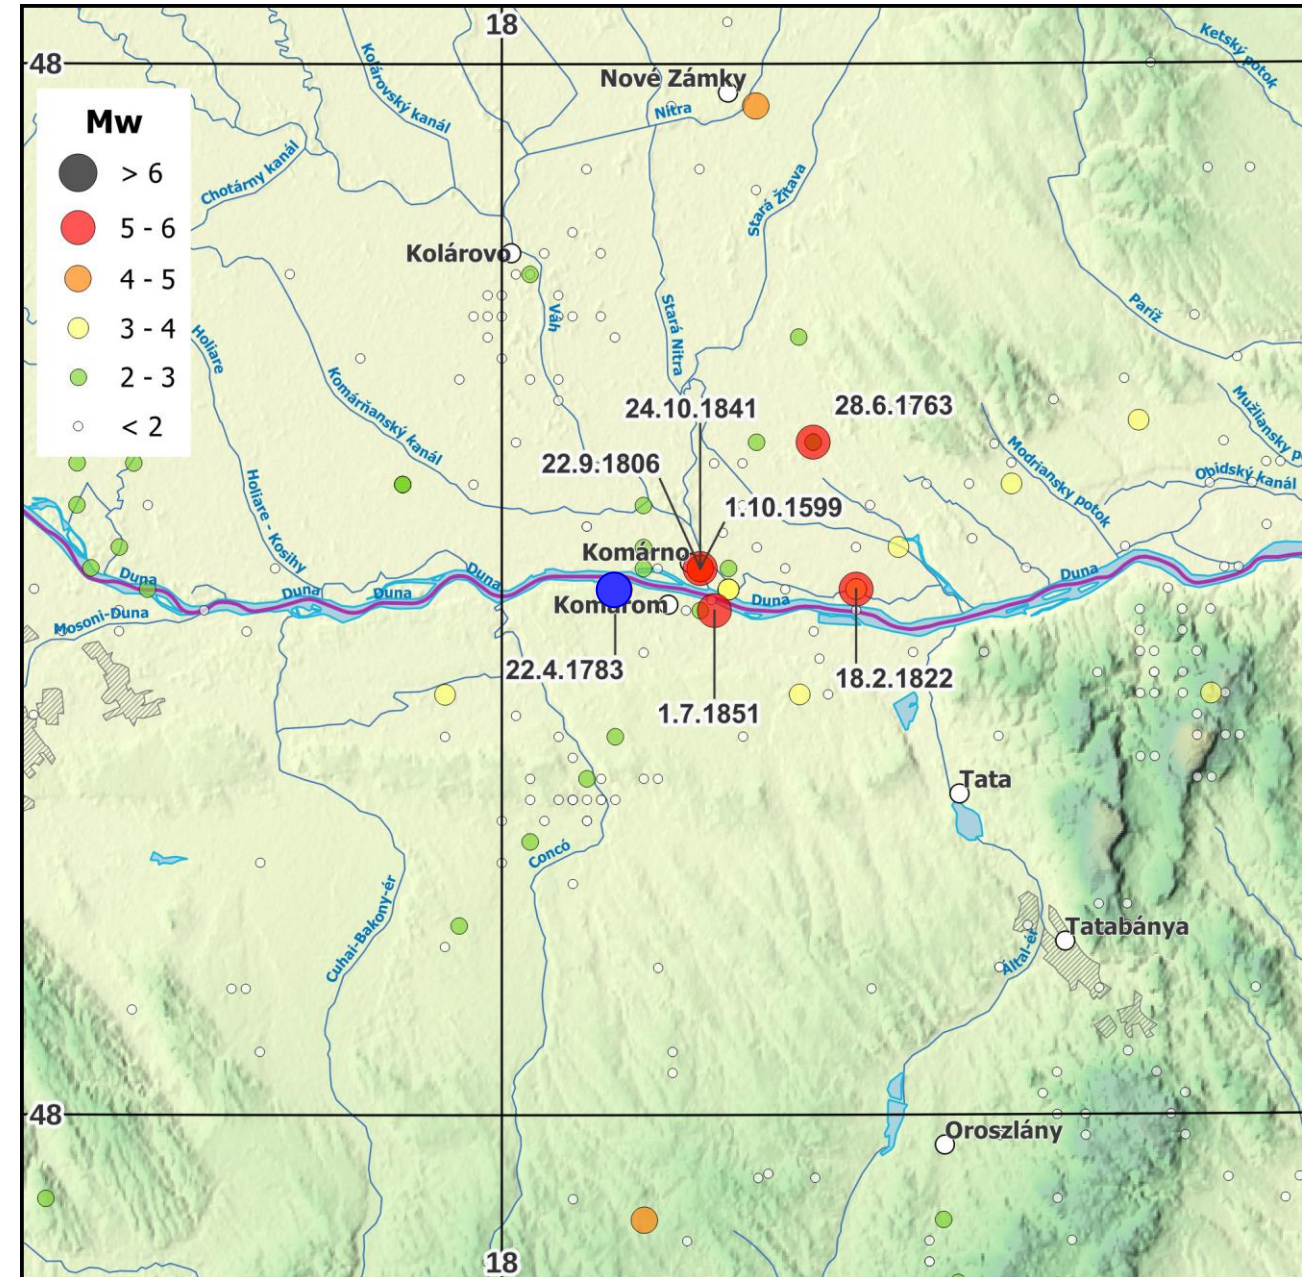 18
Ketský potok
48
Nové Zámky
Kolárovský kanál
Nitra
Mw
> 6
5 - 6
4 - 5
3 - 4
2 - 3
< 2
Chotárny kanál
Stará Žitava
Kolárovo
Váh
Stará Nitra
Paríž
Holiare
Komárňanský kanál
24.10.1841
28.6.1763
Mužliansky p
22.9.1806
Modriansky potok
Obidský kanál
1.10.1599
Holiare - Kosihy
Komárno
Duna
Duna
Duna
Duna
Duna
Duna
Komárom
Mosoni-Duna
22.4.1783
18.2.1822
1.7.1851
Tata
Concó
Cuhai-Bakony-ér
Tatabánya
Által-ér
48
Oroszlány
18